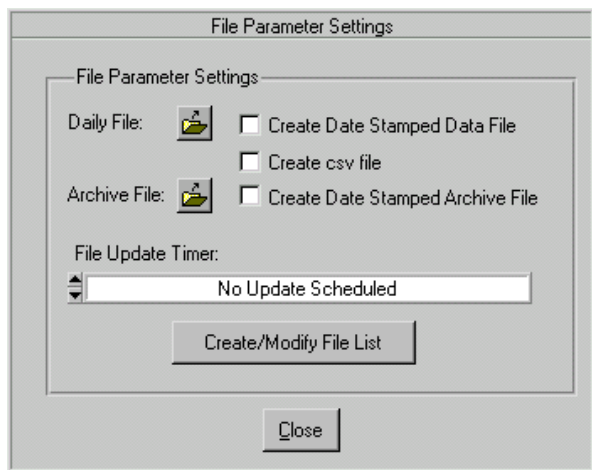 File Parameter Settings
File Parameter Settings
Daily File:
Create Date Stamped Data File
Create csv file
Archive File:
Create Date Stamped Archive File
File Update Timer:
No Update Scheduled
Create/Modify File List
Close